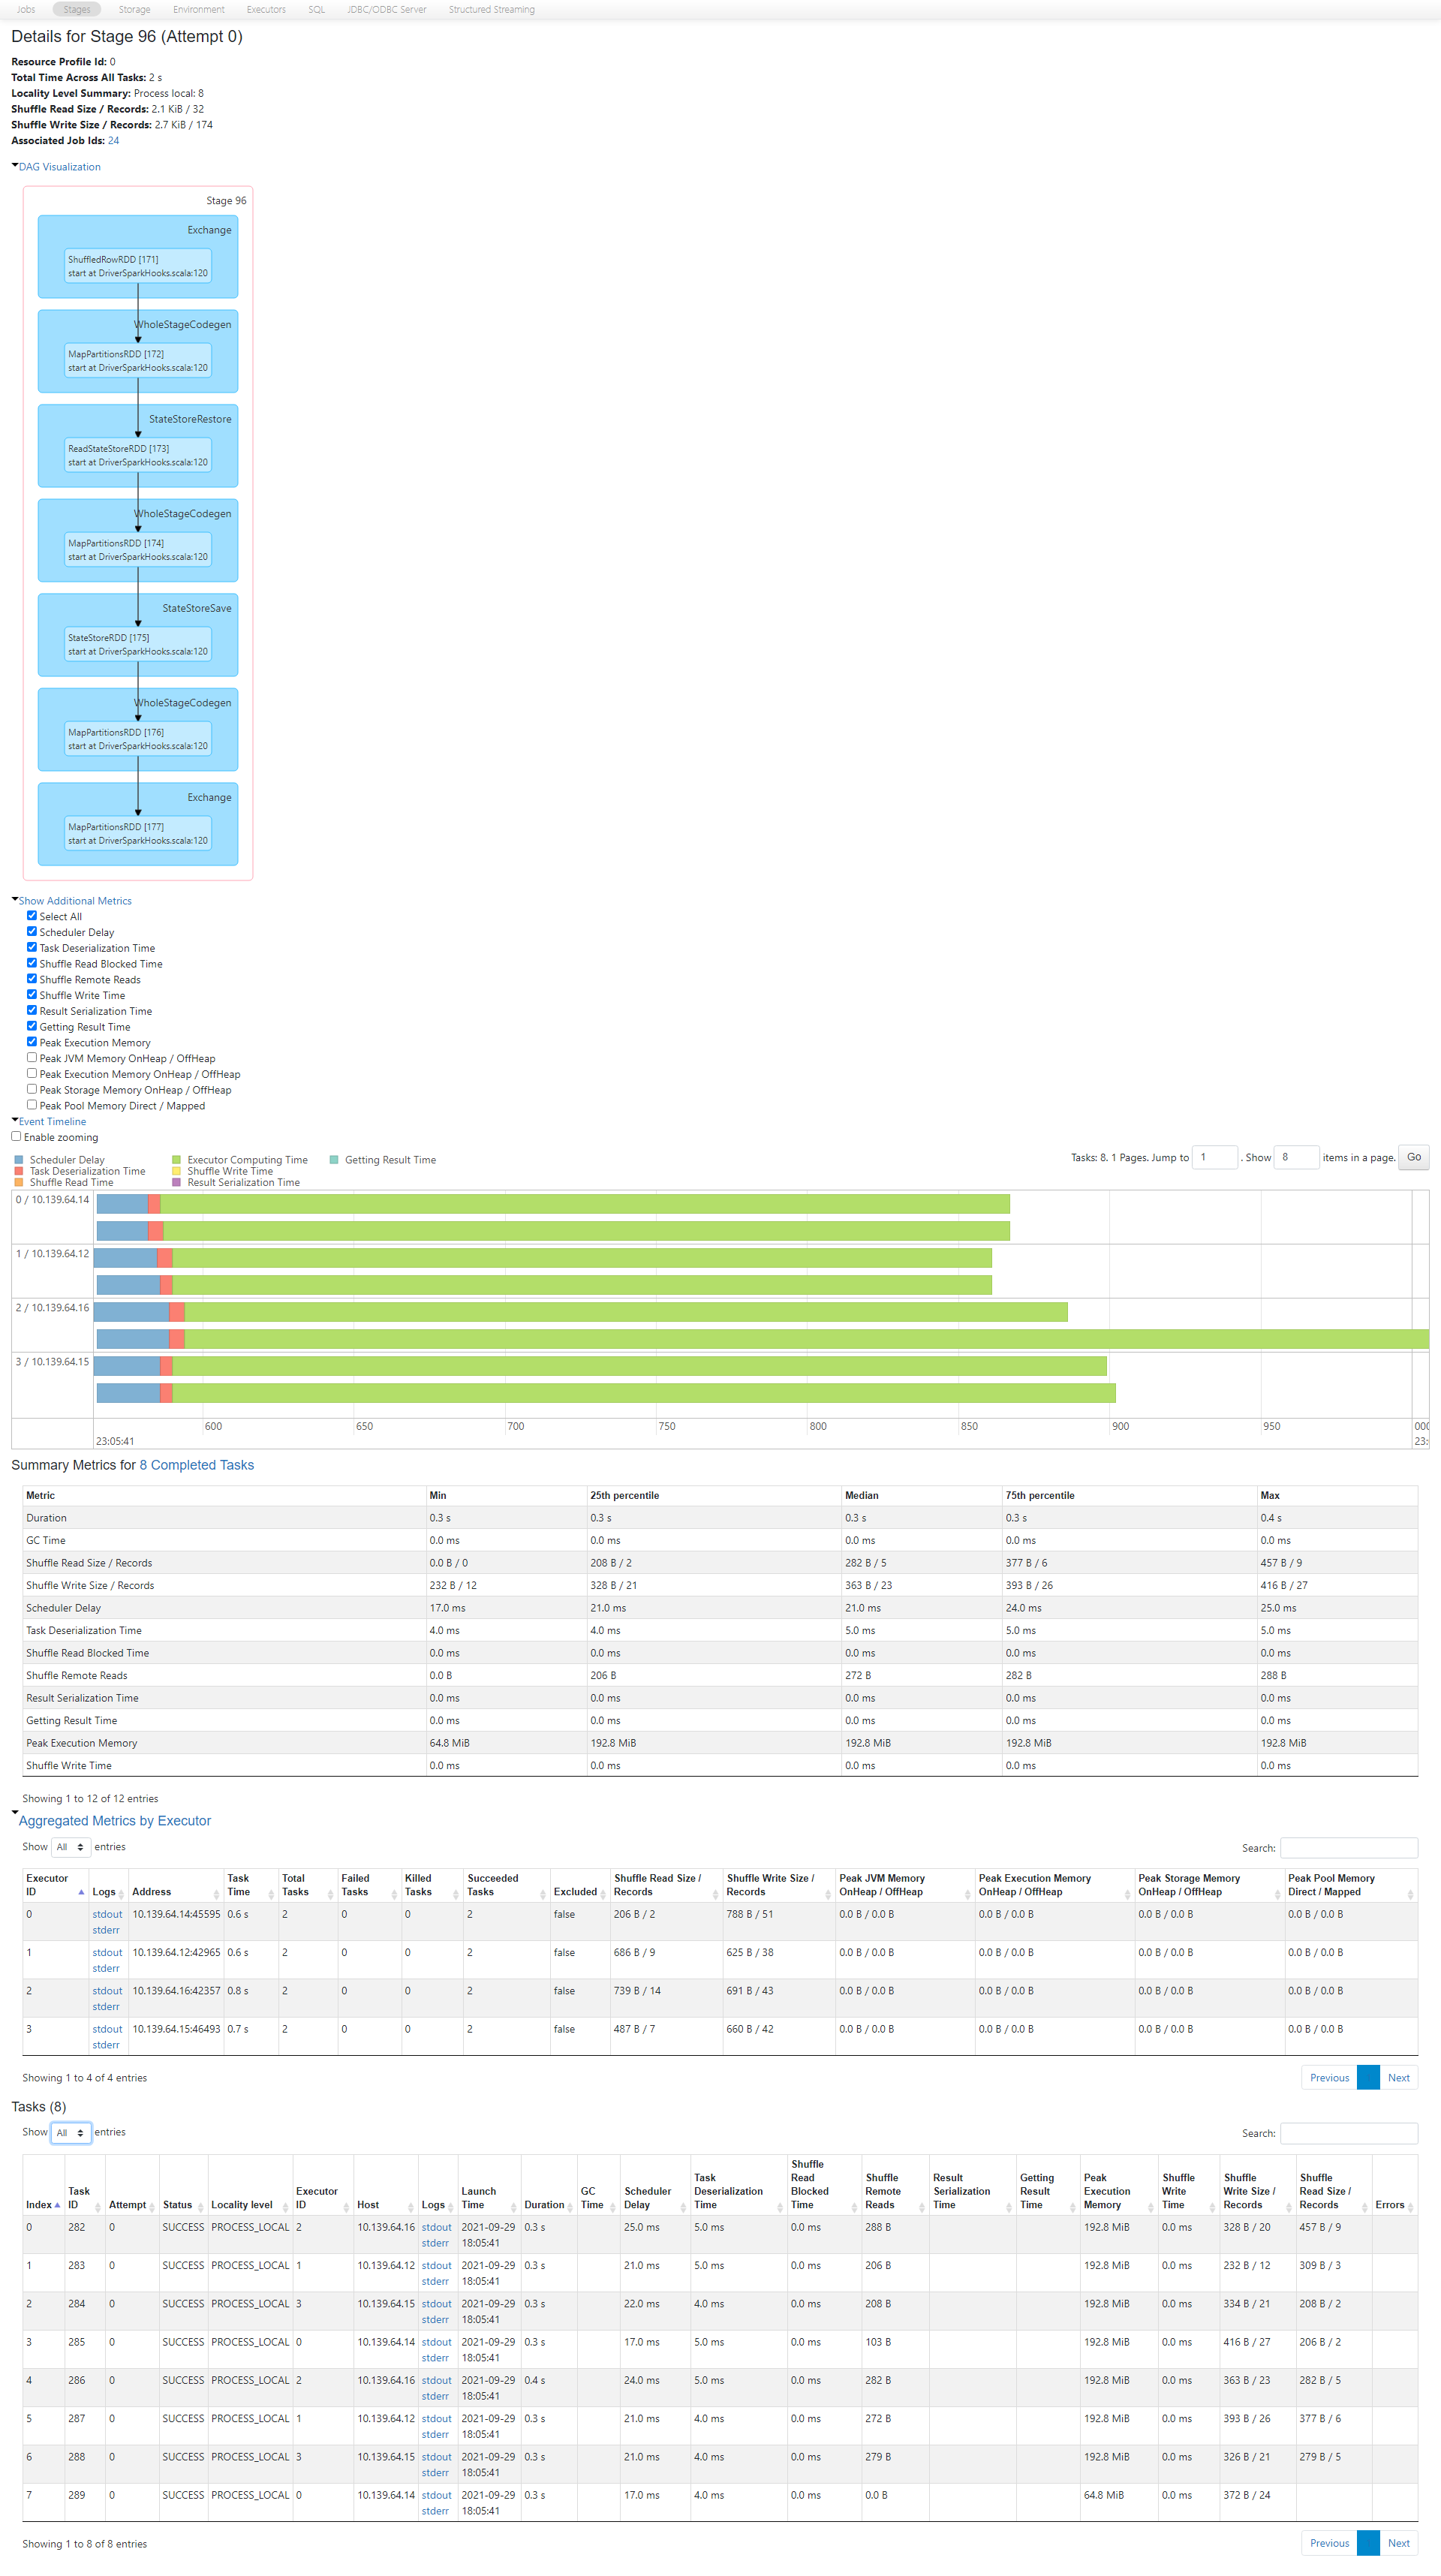 Jobs Stages Storage Environment Executors SQL JDBC/ODBC Server Structured Streaming
Details for Stage 96 (Attempt 0)
Resource Profile Id: 0
Total Time Across All Tasks: 2 s
Locality Level Summary: Process local: 8
Shuffle Read Size / Records: 2.1 KiB / 32
Shuffle Write Size / Records: 2.7 KiB / 174
Associated Job Ids: 24
DAG Visualization
Stage 96
Exchange
ShuffledRowRDD [171]
start at DriverSparkHooks.scala:120
WholeStageCodegen
MapPartitionsRDD [172]
start at DriverSparkHooks.scala:120
StateStoreRestore
ReadStateStoreRDD [173]
start at DriverSparkHooks.scala:120
WholeStageCodegen
MapPartitionsRDD [174]
start at DriverSparkHooks.scala:120
StateStoreSave
StateStoreRDD [175]
start at DriverSparkHooks.scala:120
WholeStageCodegen
MapPartitionsRDD [176]
start at DriverSparkHooks.scala:120
Exchange
MapPartitionsRDD [177]
start at DriverSparkHooks.scala:120
Show Additional Metrics
Select All
Scheduler Delay
Task Deserialization Time
Shuffle Read Blocked Time
Shuffle Remote Reads
Shuffle Write Time
Result Serialization Time
Getting Result Time
Peak Execution Memory
Peak JVM Memory OnHeap / OffHeap
Peak Execution Memory OnHeap / OffHeap
Peak Storage Memory OnHeap / OffHeap
Peak Pool Memory Direct / Mapped
Event Timeline
Enable zooming
Scheduler Delay Executor Computing Time Getting Result Time
Task Deserialization Time Shuffle Write Time
Shuffle Read Time Result Serialization Time
Tasks: 8. 1 Pages. Jump to 1 . Show 8 items in a page. Go
0 / 10.139.64.14
1 / 10.139.64.12
2 / 10.139.64.16
3 / 10.139.64.15
600 650 700 750 800 850 900 950 000
23:05:41 23:
Summary Metrics for 8 Completed Tasks
Metric Min 25th percentile Median 75th percentile Max
Duration 0.3 s 0.3 s 0.3 s 0.3 s 0.4 s
GC Time 0.0 ms 0.0 ms 0.0 ms 0.0 ms 0.0 ms
Shuffle Read Size / Records 0.0 B / 0 208 B / 2 282 B / 5 377 B / 6 457 B / 9
Shuffle Write Size / Records 232 B / 12 328 B / 21 363 B / 23 393 B / 26 416 B / 27
Scheduler Delay 17.0 ms 21.0 ms 21.0 ms 24.0 ms 25.0 ms
Task Deserialization Time 4.0 ms 4.0 ms 5.0 ms 5.0 ms 5.0 ms
Shuffle Read Blocked Time 0.0 ms 0.0 ms 0.0 ms 0.0 ms 0.0 ms
Shuffle Remote Reads 0.0 B 206 B 272 B 282 B 288 B
Result Serialization Time 0.0 ms 0.0 ms 0.0 ms 0.0 ms 0.0 ms
Getting Result Time 0.0 ms 0.0 ms 0.0 ms 0.0 ms 0.0 ms
Peak Execution Memory 64.8 MiB 192.8 MiB 192.8 MiB 192.8 MiB 192.8 MiB
Shuffle Write Time 0.0 ms 0.0 ms 0.0 ms 0.0 ms 0.0 ms
Showing 1 to 12 of 12 entries
Aggregated Metrics by Executor
Show All entries Search:
Executor ID Logs Address Task Time Total Tasks Failed Tasks Killed Tasks Succeeded Tasks Excluded Shuffle Read Size / Records Shuffle Write Size / Records Peak JVM Memory OnHeap / OffHeap Peak Execution Memory OnHeap / OffHeap Peak Storage Memory OnHeap / OffHeap Peak Pool Memory Direct / Mapped
0 stdout 10.139.64.14:45595 0.6 s 2 0 0 2 false 206 B / 2 788 B / 51 0.0 B / 0.0 B 0.0 B / 0.0 B 0.0 B / 0.0 B 0.0 B / 0.0 B
stderr
1 stdout 10.139.64.12:42965 0.6 s 2 0 0 2 false 686 B / 9 625 B / 38 0.0 B / 0.0 B 0.0 B / 0.0 B 0.0 B / 0.0 B 0.0 B / 0.0 B
stderr
2 stdout 10.139.64.16:42357 0.8 s 2 0 0 2 false 739 B / 14 691 B / 43 0.0 B / 0.0 B 0.0 B / 0.0 B 0.0 B / 0.0 B 0.0 B / 0.0 B
stderr
3 stdout 10.139.64.15:46493 0.7 s 2 0 0 2 false 487 B / 7 660 B / 42 0.0 B / 0.0 B 0.0 B / 0.0 B 0.0 B / 0.0 B 0.0 B / 0.0 B
stderr
Showing 1 to 4 of 4 entries Previous Next
Tasks (8)
Show All entries Search:
Index Task ID Attempt Status Locality level Executor ID Host Logs Launch Time Duration GC Time Scheduler Delay Task Deserialization Time Shuffle Read Blocked Time Shuffle Remote Reads Result Serialization Time Getting Result Time Peak Execution Memory Shuffle Write Time Shuffle Write Size / Records Shuffle Read Size / Records Errors
0 282 0 SUCCESS PROCESS_LOCAL 2 10.139.64.16 stdout 2021-09-29 0.3 s 25.0 ms 5.0 ms 0.0 ms 288 B 192.8 MiB 0.0 ms 328 B / 20 457 B / 9
stderr 18:05:41
1 283 0 SUCCESS PROCESS_LOCAL 1 10.139.64.12 stdout 2021-09-29 0.3 s 21.0 ms 5.0 ms 0.0 ms 206 B 192.8 MiB 0.0 ms 232 B / 12 309 B / 3
stderr 18:05:41
2 284 0 SUCCESS PROCESS_LOCAL 3 10.139.64.15 stdout 2021-09-29 0.3 s 22.0 ms 4.0 ms 0.0 ms 208 B 192.8 MiB 0.0 ms 334 B / 21 208 B / 2
stderr 18:05:41
3 285 0 SUCCESS PROCESS_LOCAL 0 10.139.64.14 stdout 2021-09-29 0.3 s 17.0 ms 5.0 ms 0.0 ms 103 B 192.8 MiB 0.0 ms 416 B / 27 206 B / 2
stderr 18:05:41
4 286 0 SUCCESS PROCESS_LOCAL 2 10.139.64.16 stdout 2021-09-29 0.4 s 24.0 ms 5.0 ms 0.0 ms 282 B 192.8 MiB 0.0 ms 363 B / 23 282 B / 5
stderr 18:05:41
5 287 0 SUCCESS PROCESS_LOCAL 1 10.139.64.12 stdout 2021-09-29 0.3 s 21.0 ms 4.0 ms 0.0 ms 272 B 192.8 MiB 0.0 ms 393 B / 26 377 B / 6
stderr 18:05:41
6 288 0 SUCCESS PROCESS_LOCAL 3 10.139.64.15 stdout 2021-09-29 0.3 s 21.0 ms 4.0 ms 0.0 ms 279 B 192.8 MiB 0.0 ms 326 B / 21 279 B / 5
stderr 18:05:41
7 289 0 SUCCESS PROCESS_LOCAL 0 10.139.64.14 stdout 2021-09-29 0.3 s 17.0 ms 4.0 ms 0.0 ms 0.0 B 64.8 MiB 0.0 ms 372 B / 24
stderr 18:05:41
Showing 1 to 8 of 8 entries Previous Next